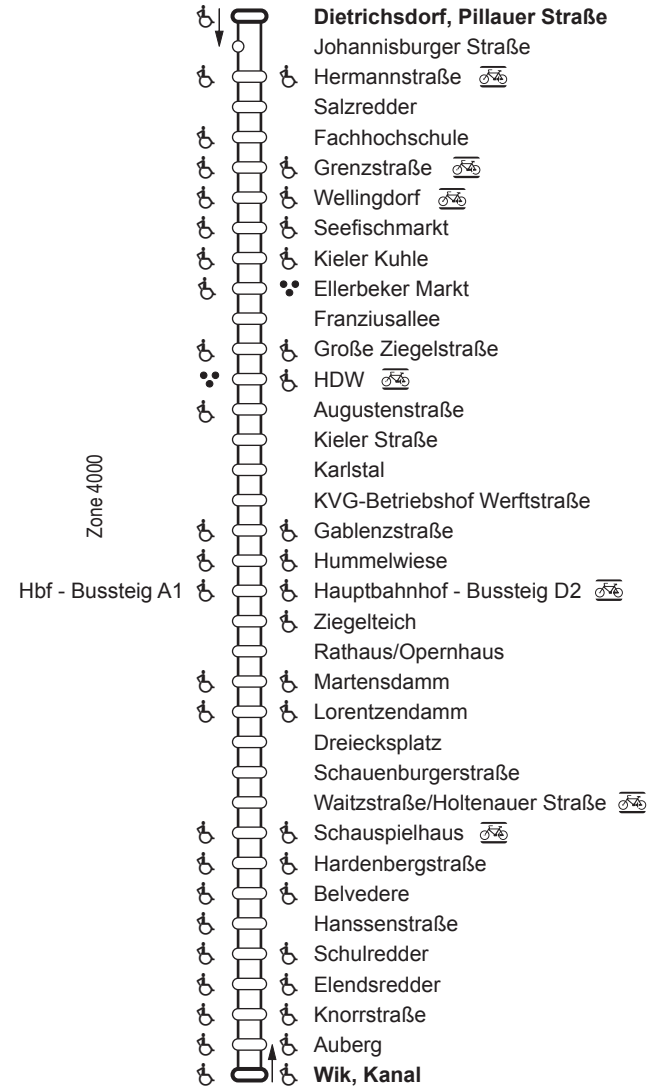 Dietrichsdorf, Pillauer Straße
Johannisburger Straße
Hermannstraße
Salzredder
Fachhochschule
Grenzstraße
Wellingdorf
Seefischmarkt
Kieler Kuhle
Ellerbeker Markt
Franziusallee
Große Ziegelstraße
HDW
Augustenstraße
Kieler Straße
Karlstal
KVG-Betriebshof Werftstraße
Zone 4000
Gablenzstraße
Hummelwiese
Hbf - Bussteig A1 Hauptbahnhof - Bussteig D2
Ziegelteich
Rathaus/Opernhaus
Martensdamm
Lorentzendamm
Dreiecksplatz
Schauenburgerstraße
Waitzstraße/Holtenauer Straße
Schauspielhaus
Hardenbergstraße
Belvedere
Hanssenstraße
Schulredder
Elendsredder
Knorrstraße
Auberg
Wik, Kanal